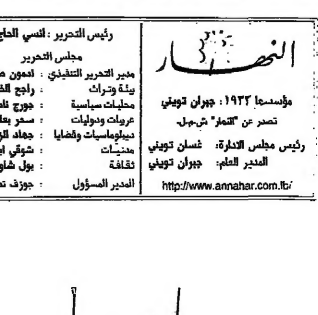 النهار
مؤسسها ١٩٣٣: جبران تويني
تصدر عن "النهار" ش.م.ل.
رئيس مجلس الادارة: غسان تويني
المدير العام: جبران تويني
http://www.annahar.com.lb/
رئيس التحرير : انسي الحاج
مجلس التحرير
مدير التحرير التنفيذي : ادمون
بيئة وتراث : راجح
محليات سياسية : جورج
عربيات ودوليات : سحر
ديبلوماسيات وقضايا : جهاد
مدنيات : شوقي
ثقافة : بول
المدير المسؤول : جوزف